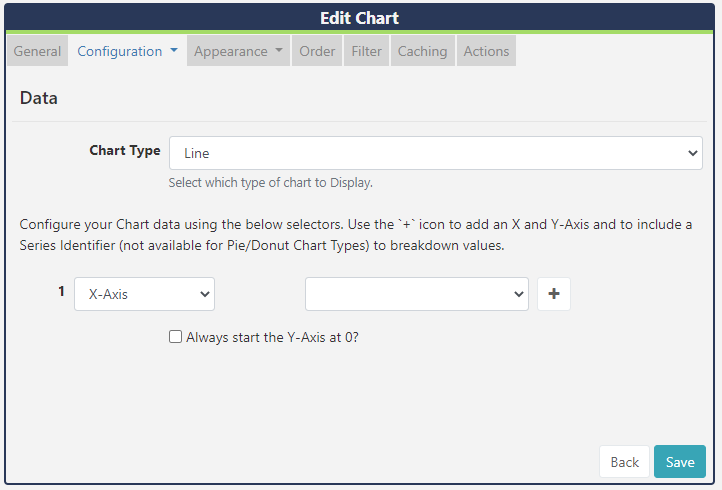 Edit Chart
General Configuration Appearance Order Filter Caching Actions
Data
Chart Type Line
Select which type of chart to Display.
Configure your Chart data using the below selectors. Use the `+` icon to add an X and Y-Axis and to include a
Series Identifier (not available for Pie/Donut Chart Types) to breakdown values.
1 X-Axis +
Always start the Y-Axis at 0?
Back Save